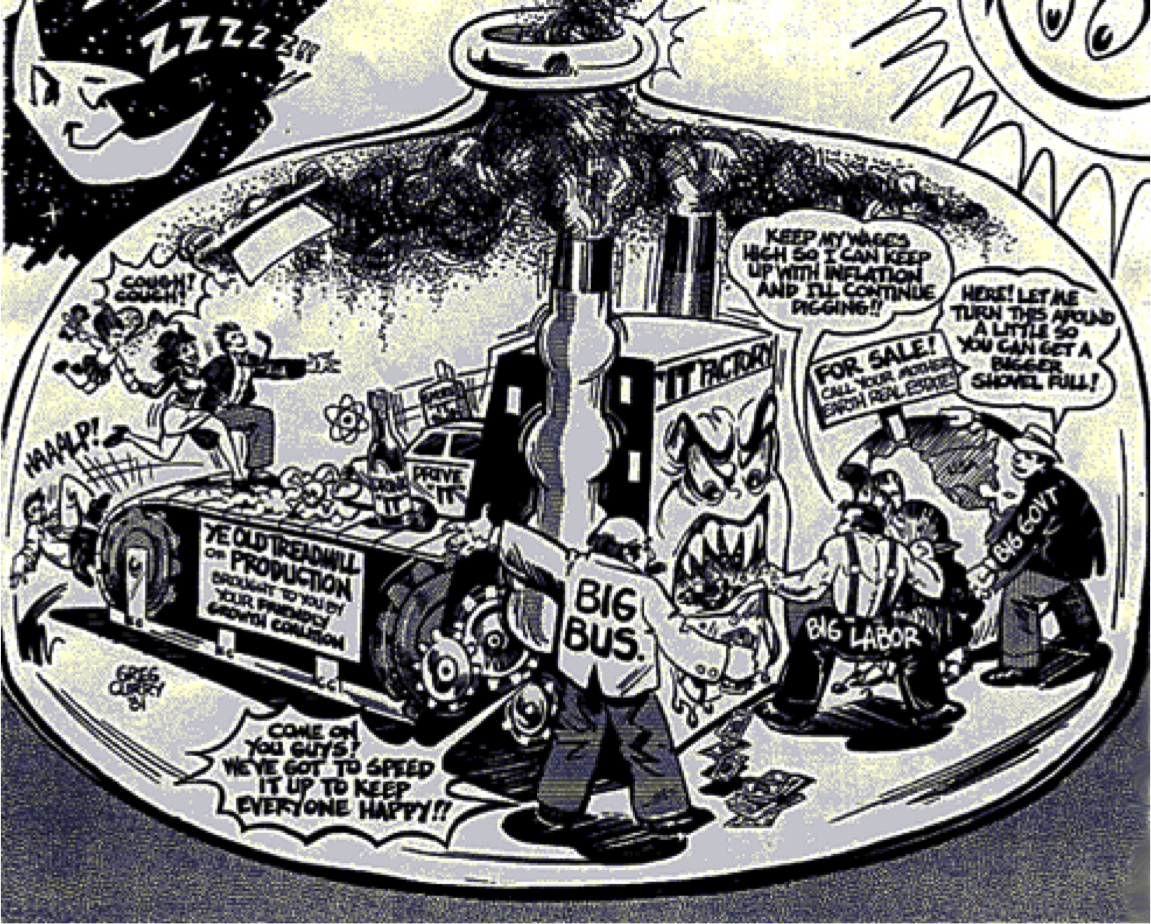 ZZZZZZZ
COUGH!
COUGH!
HAAALP!
KEEP MY WAGES
HIGH SO I CAN KEEP
UP WITH INFLATION
AND I'LL CONTINUE
DIGGING!!
HERE! LET ME
TURN THIS AROUND
A LITTLE SO
YOU CAN GET A
BIGGER
SHOVEL FULL!
FOR SALE!
CALL YOUR MOTHER
EARTH REAL ESTATE
"IT" FACTORY
DRIVE
IT
YE OLD TREADMILL
OF PRODUCTION
BROUGHT TO YOU BY
YOUR FRIENDLY
GROWTH COALITION
BIG
BUS.
BIG LABOR
BIG GOVT
GREG
81
COME ON
YOU GUYS!
WE'VE GOT TO SPEED
IT UP TO KEEP
EVERYONE HAPPY!!